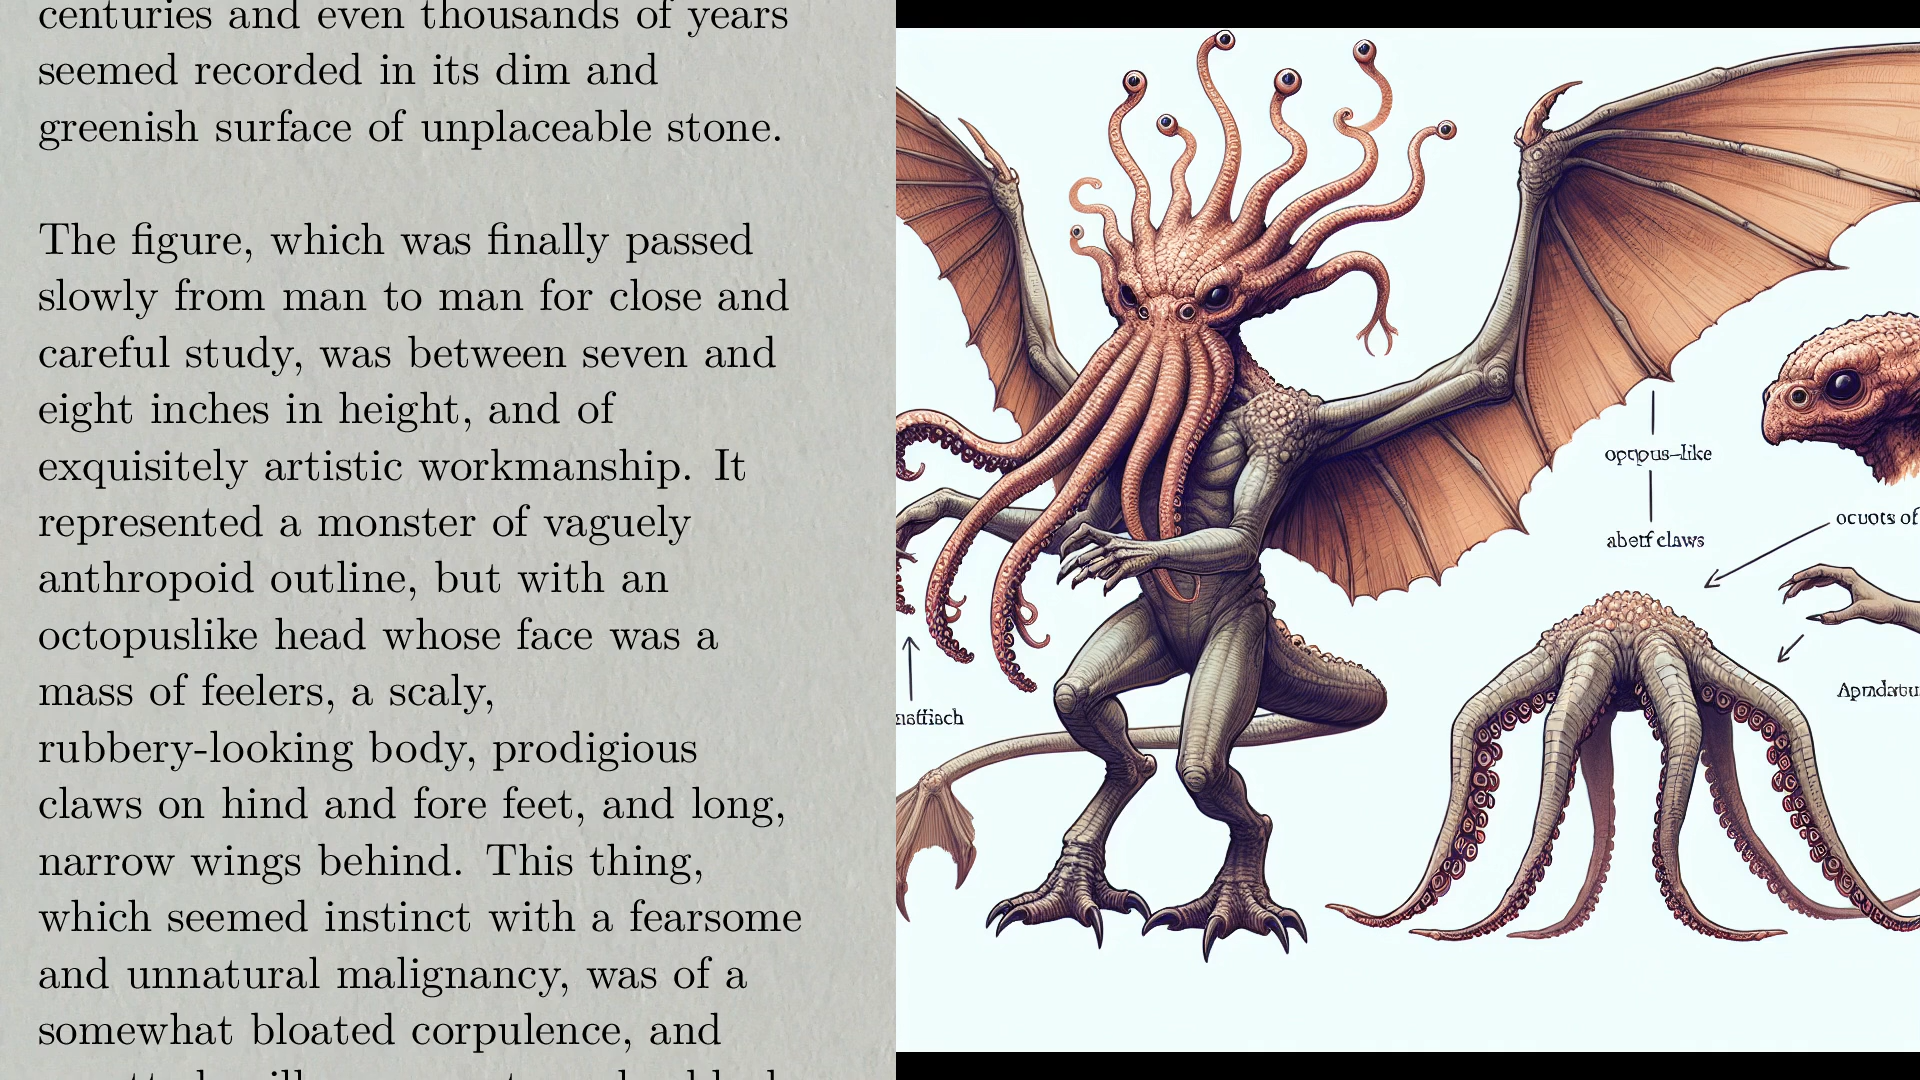 centuries and even thousands of years
seemed recorded in its dim and
greenish surface of unplaceable stone.
The figure, which was finally passed
slowly from man to man for close and
careful study, was between seven and
eight inches in height, and of
exquisitely artistic workmanship. It
represented a monster of vaguely
anthropoid outline, but with an
octopuslike head whose face was a
mass of feelers, a scaly,
rubbery-looking body, prodigious
claws on hind and fore feet, and long,
narrow wings behind. This thing,
which seemed instinct with a fearsome
and unnatural malignancy, was of a
somewhat bloated corpulence, and
claws
ocuots of